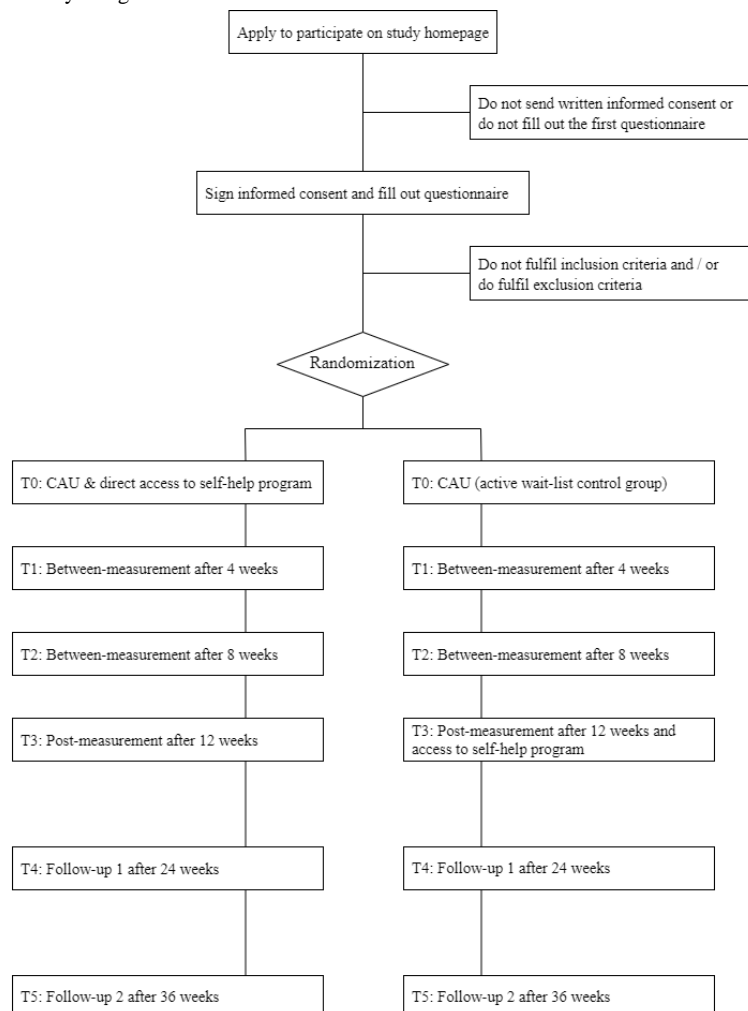 Apply to participate on study homepage
Do not send written informed consent or
do not fill out the first questionnaire
Sign informed consent and fill out questionnaire
Do not fulfil inclusion criteria and / or
do fulfil exclusion criteria
Randomization
T0: CAU & direct access to self-help program
T0: CAU (active wait-list control group)
T1: Between-measurement after 4 weeks
T1: Between-measurement after 4 weeks
T2: Between-measurement after 8 weeks
T2: Between-measurement after 8 weeks
T3: Post-measurement after 12 weeks
T3: Post-measurement after 12 weeks and
access to self-help program
T4: Follow-up 1 after 24 weeks
T4: Follow-up 1 after 24 weeks
T5: Follow-up 2 after 36 weeks
T5: Follow-up 2 after 36 weeks